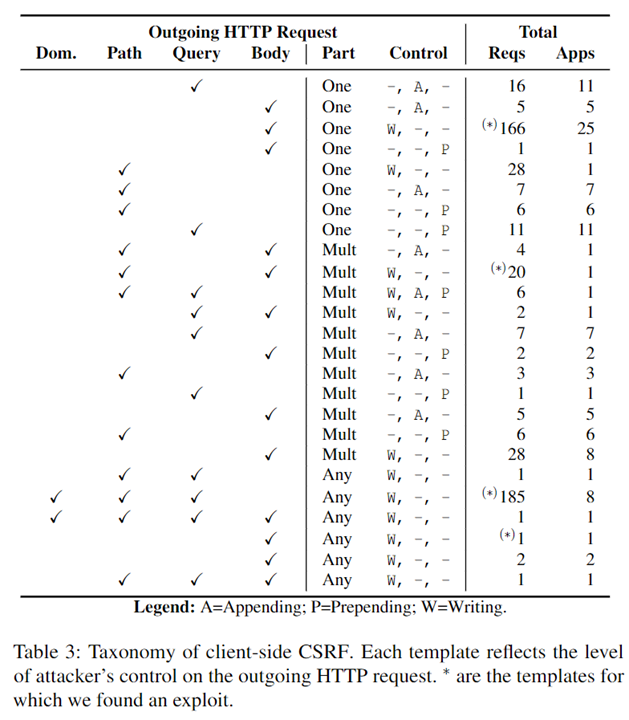 Outgoing HTTP Request Total
Dom. Path Query Body Part Control Reqs Apps
✓ One -, A, - 16 11
✓ One -, A, - 5 5
✓ One W, -, - (*)166 25
✓ One -, -, P 1 1
✓ One W, -, - 28 1
✓ One -, A, - 7 7
✓ One -, -, P 6 6
✓ One -, -, P 11 11
✓ ✓ Mult -, A, - 4 1
✓ ✓ Mult W, -, - (*)20 1
✓ ✓ Mult W, A, P 6 1
✓ ✓ Mult W, -, - 2 1
✓ Mult -, A, - 7 7
✓ Mult -, -, P 2 2
✓ Mult -, A, - 3 3
✓ Mult -, -, P 1 1
✓ Mult -, A, - 5 5
✓ Mult -, -, P 6 6
✓ Mult W, -, - 28 8
✓ ✓ Any W, -, - 1 1
✓ ✓ ✓ Any W, -, - (*)185 8
✓ ✓ ✓ ✓ Any W, -, - 1 1
✓ Any W, -, - (*)1 1
✓ Any W, -, - 2 2
✓ ✓ ✓ Any W, -, - 1 1
Legend: A=Appending; P=Prepending; W=Writing.
Table 3: Taxonomy of client-side CSRF. Each template reflects the level
of attacker's control on the outgoing HTTP request. * are the templates for
which we found an exploit.